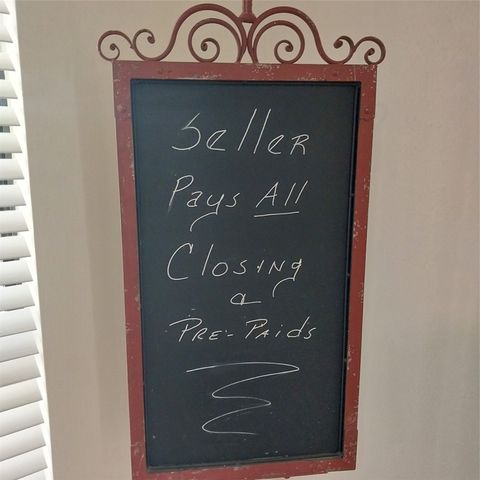 Seller
Pays All
Closing
&
Pre-Paids